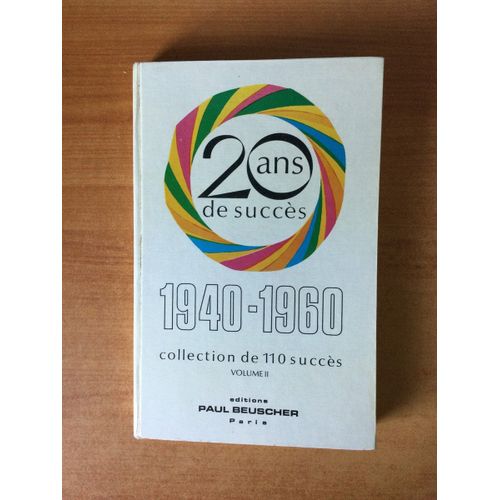 20 ans
de succès
1940-1960
collection de 110 succès
VOLUME II
editions
PAUL BEUSCHER
Paris